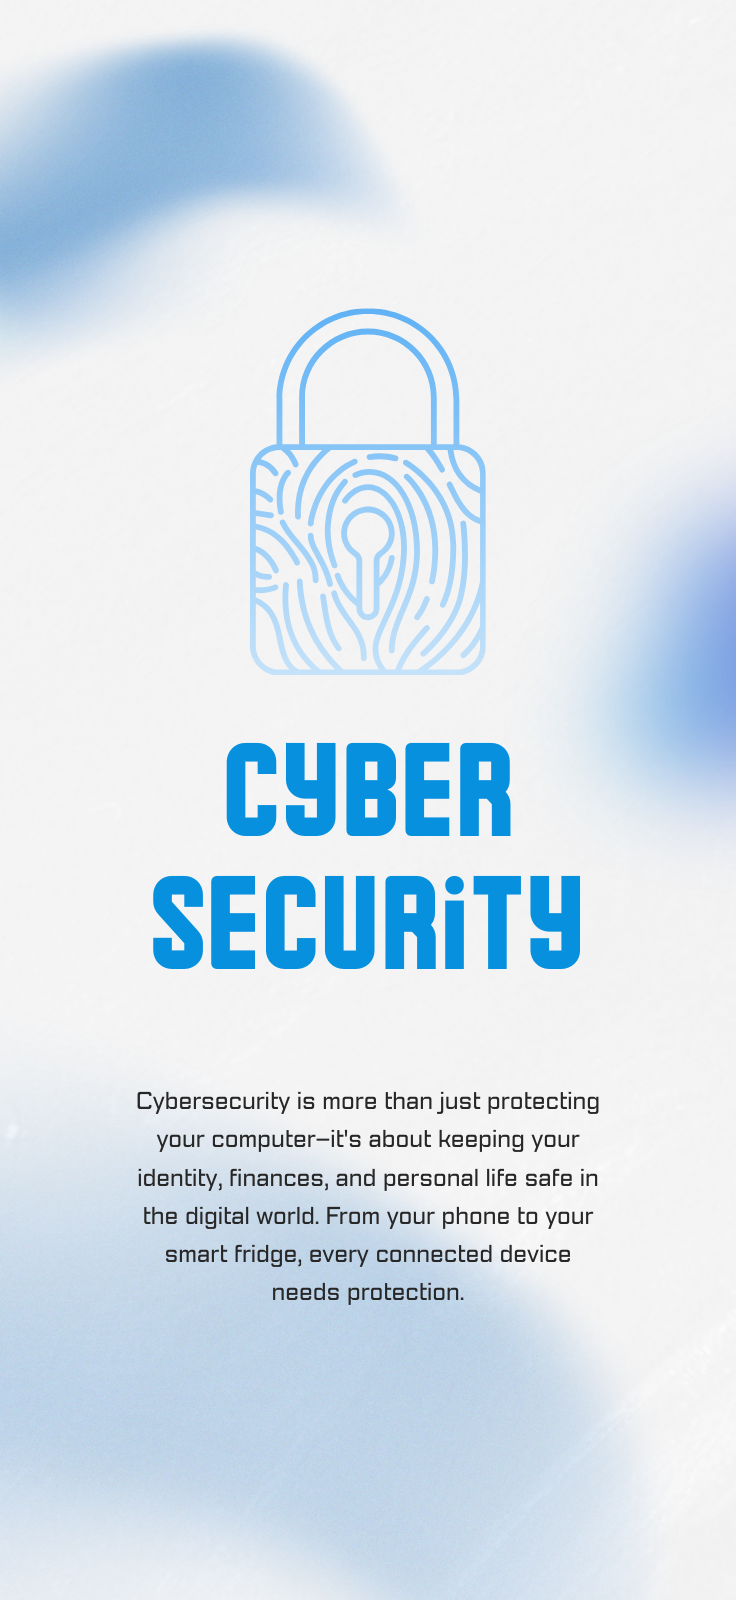 CYBER
SECURiTY
Cybersecurity is more than just protecting
your computer—it's about keeping your
identity, finances, and personal life safe in
the digital world. From your phone to your
smart fridge, every connected device
needs protection.